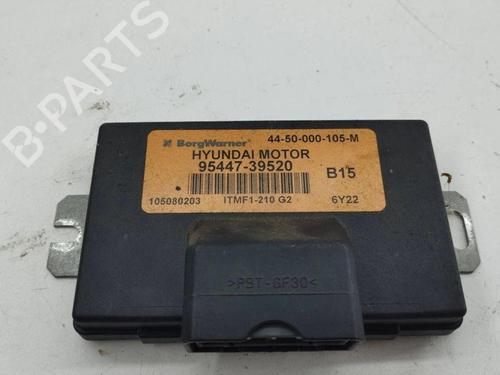 B-PARTS
BorgWarner
44-50-000-105-M
HYUNDAI MOTOR
95447-39520
B15
105080203
ITMF1-210 G2
6Y22
>PBT-GF30<